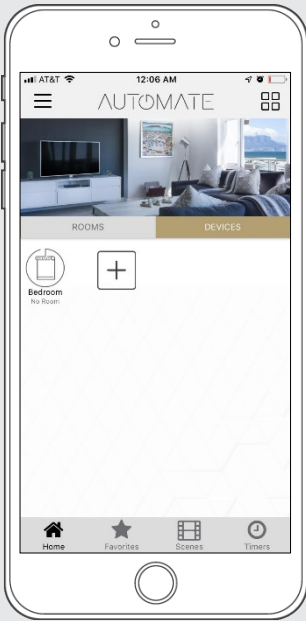 AT&T 12:06 AM
AUTOMATE
ROOMS DEVICES
Bedroom
No Room
Home Favorites Scenes Timers